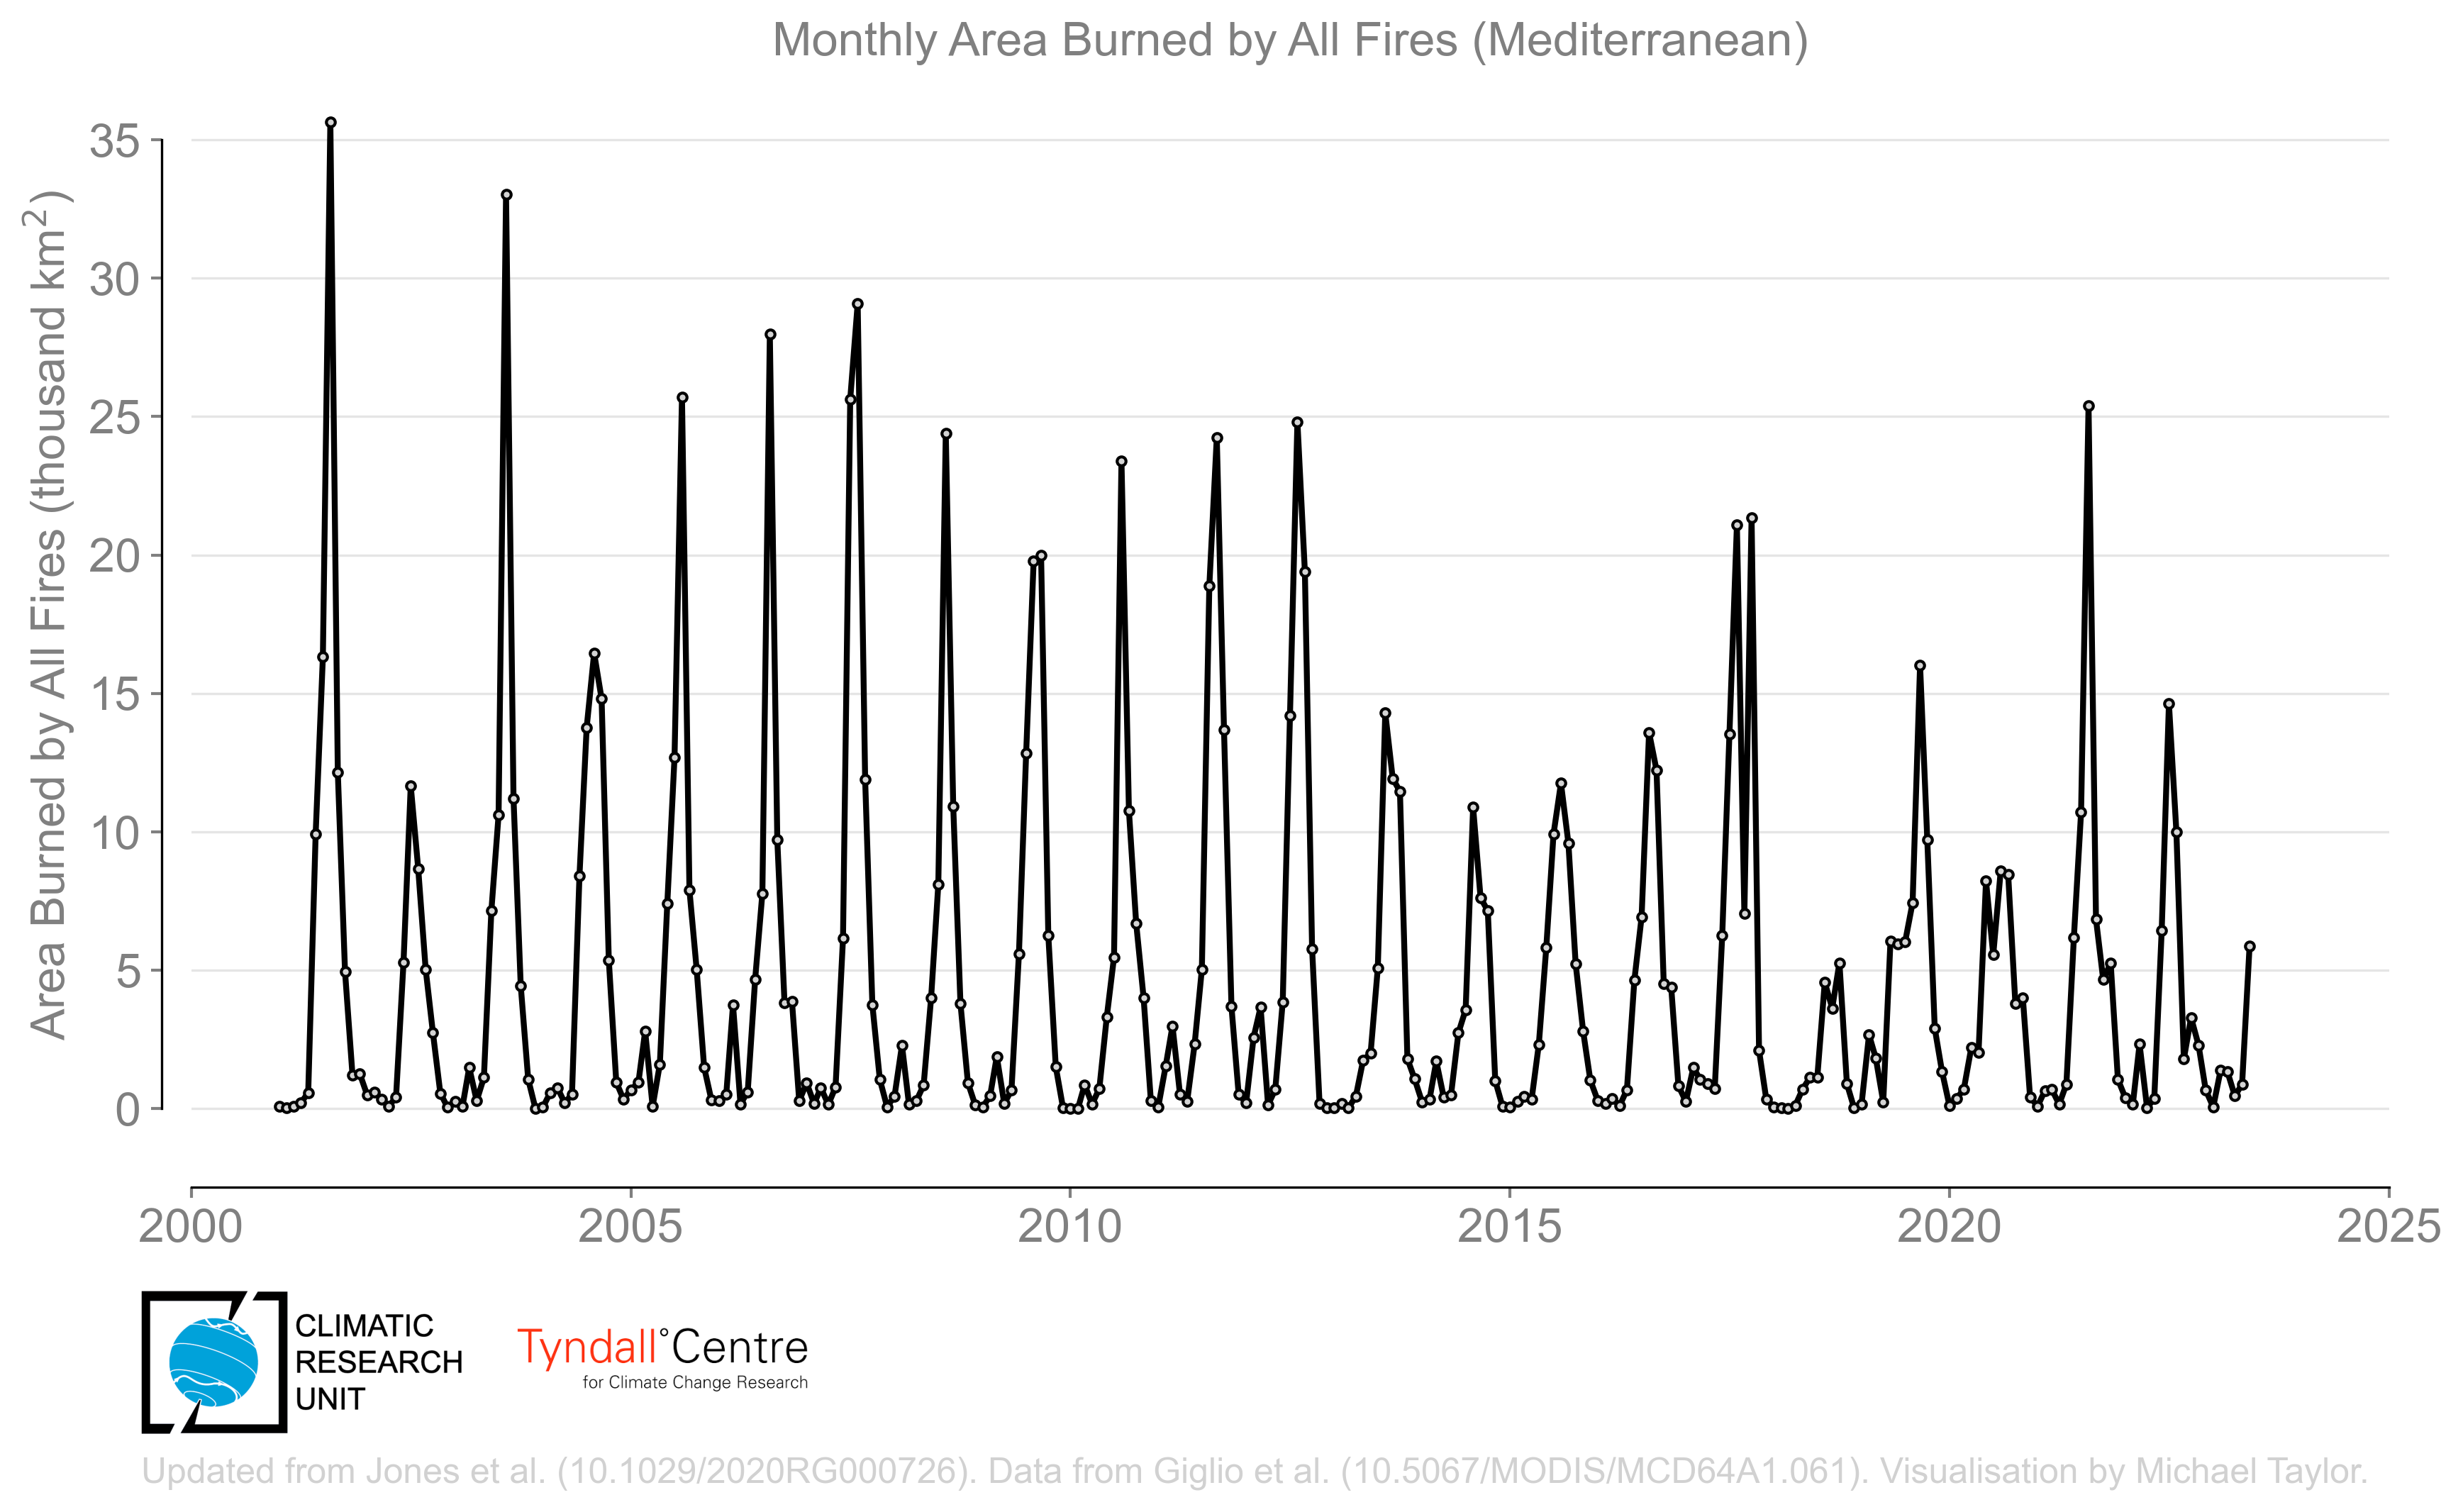 Monthly Area Burned by All Fires (Mediterranean)
Area Burned by All Fires (thousand km²)
35
30
25
20
15
10
5
0
2000 2005 2010 2015 2020 2025
CLIMATIC
RESEARCH
UNIT
Tyndall°Centre
for Climate Change Research
Updated from Jones et al. (10.1029/2020RG000726). Data from Giglio et al. (10.5067/MODIS/MCD64A1.061). Visualisation by Michael Taylor.